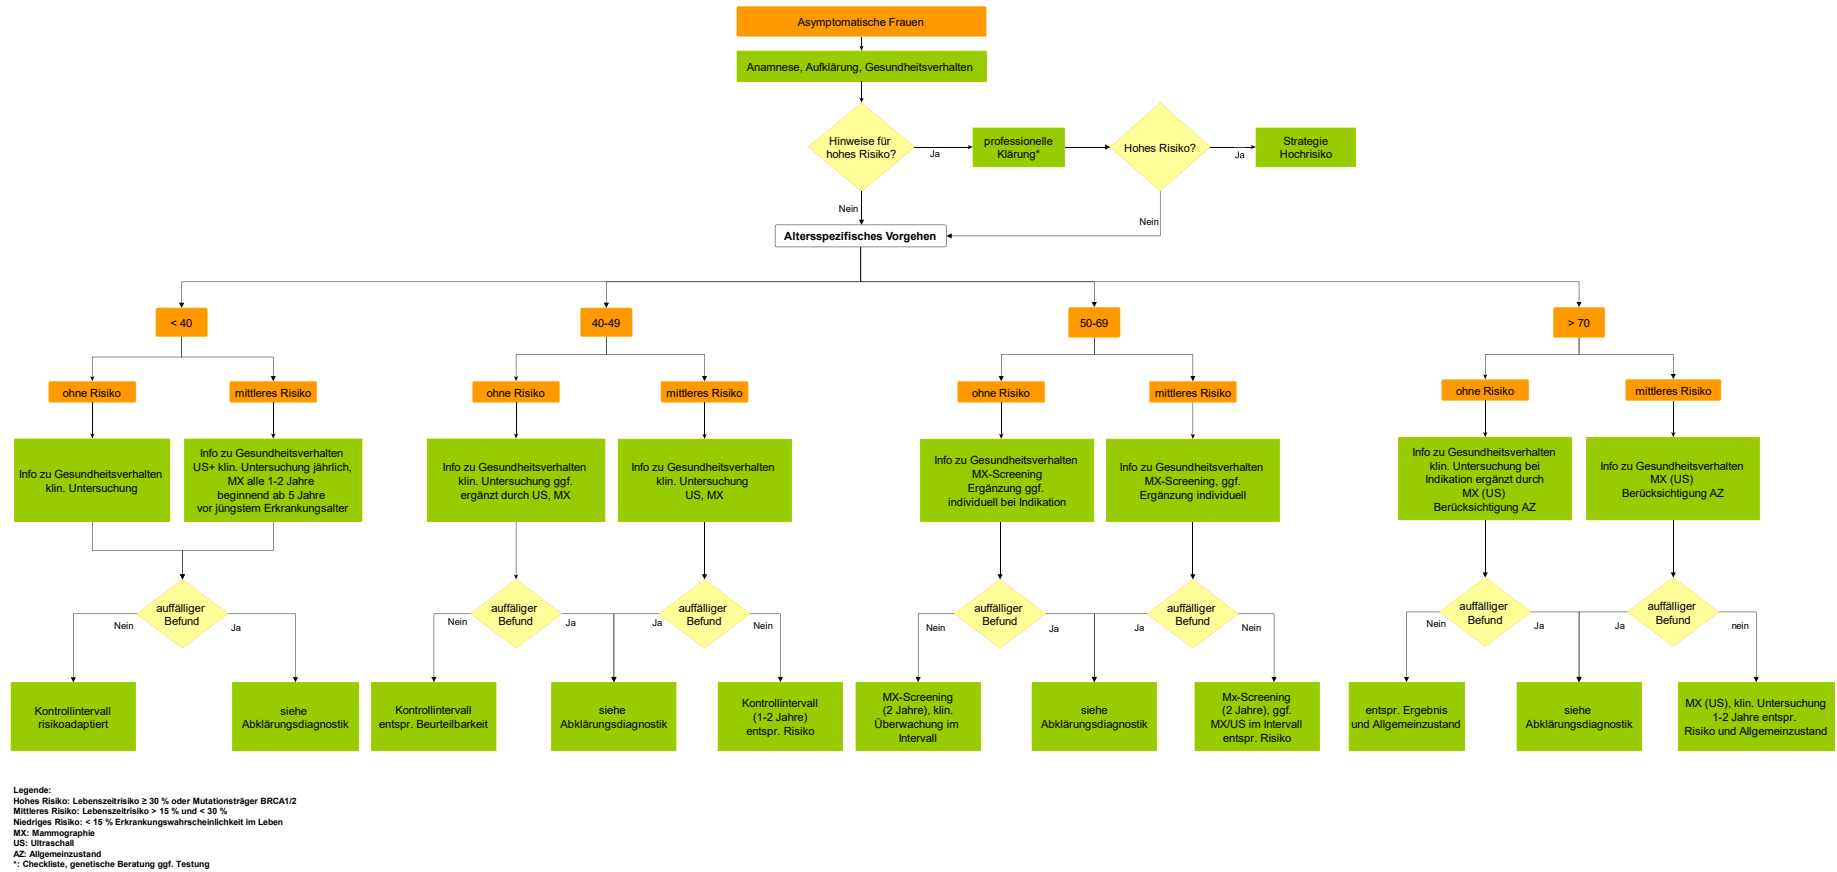 Asymptomatische Frauen
Anamnese, Aufklärung, Gesundheitsverhalten
Hinweise für
hohes Risiko?
Ja
professionelle
Klärung*
Hohes Risiko?
Ja
Strategie
Hochrisiko
Nein
Nein
Altersspezifisches Vorgehen
< 40
40-49
50-69
> 70
ohne Risiko
mittleres Risiko
ohne Risiko
mittleres Risiko
ohne Risiko
mittleres Risiko
ohne Risiko
mittleres Risiko
Info zu Gesundheitsverhalten
klin. Untersuchung
Info zu Gesundheitsverhalten
US+ klin. Untersuchung jährlich,
MX alle 1-2 Jahre
beginnend ab 5 Jahre
vor jüngstem Erkrankungsalter
Info zu Gesundheitsverhalten
klin. Untersuchung ggf.
ergänzt durch US, MX
Info zu Gesundheitsverhalten
klin. Untersuchung
US, MX
Info zu Gesundheitsverhalten
MX-Screening
Ergänzung ggf.
individuell bei Indikation
Info zu Gesundheitsverhalten
MX-Screening, ggf.
Ergänzung individuell
Info zu Gesundheitsverhalten
klin. Untersuchung bei
Indikation ergänzt durch
MX (US)
Berücksichtigung AZ
Info zu Gesundheitsverhalten
MX (US)
Berücksichtigung AZ
auffälliger
Befund
Nein
Ja
auffälliger
Befund
Nein
Ja
auffälliger
Befund
Ja
Nein
auffälliger
Befund
Nein
Ja
auffälliger
Befund
Ja
Nein
auffälliger
Befund
Nein
Ja
auffälliger
Befund
Ja
nein
Kontrollintervall
risikoadaptiert
siehe
Abklärungsdiagnostik
Kontrollintervall
entspr. Beurteilbarkeit
siehe
Abklärungsdiagnostik
Kontrollintervall
(1-2 Jahre)
entspr. Risiko
MX-Screening
(2 Jahre), klin.
Überwachung im
Intervall
siehe
Abklärungsdiagnostik
Mx-Screening
(2 Jahre), ggf.
MX/US im Intervall
entspr. Risiko
entspr. Ergebnis
und Allgemeinzustand
siehe
Abklärungsdiagnostik
MX (US), klin. Untersuchung
1-2 Jahre entspr.
Risiko und Allgemeinzustand
Legende:
Hohes Risiko: Lebenszeitrisiko ≥ 30 % oder Mutationsträger BRCA1/2
Mittleres Risiko: Lebenszeitrisiko > 15 % und < 30 %
Niedriges Risiko: < 15 % Erkrankungswahrscheinlichkeit im Leben
MX: Mammographie
US: Ultraschall
AZ: Allgemeinzustand
*: Checkliste, genetische Beratung ggf. Testung